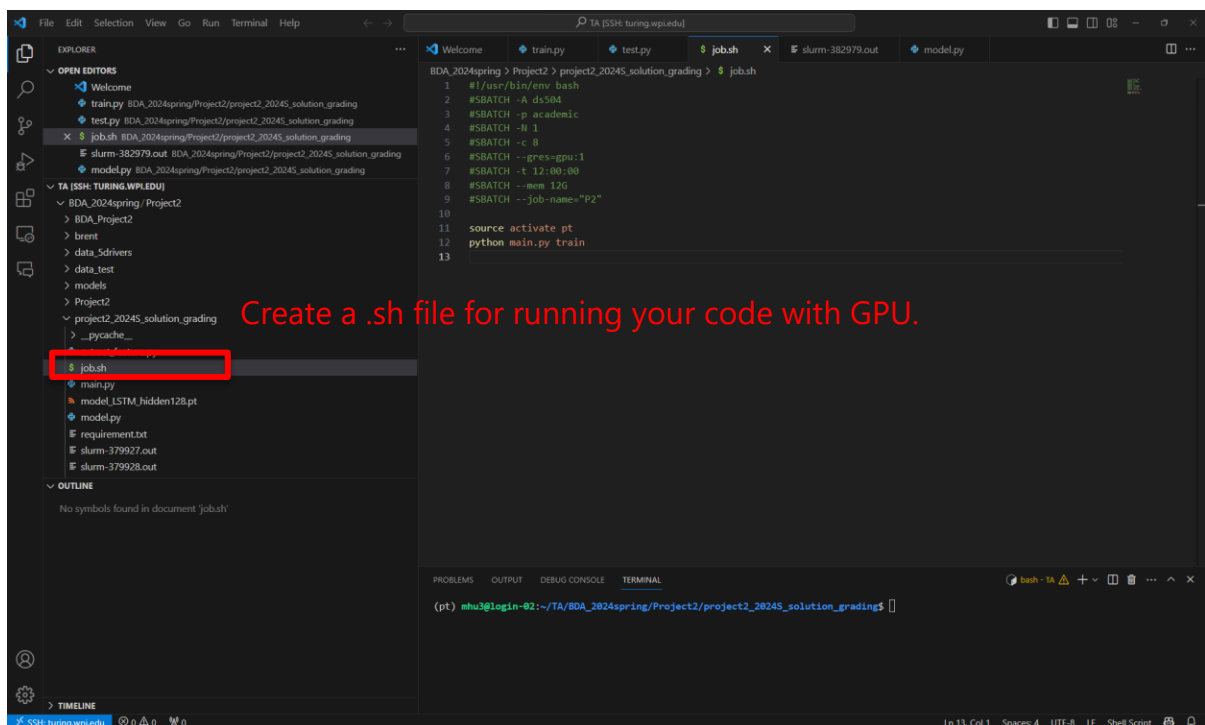 File Edit Selection View Go Run Terminal Help
TA [SSH: turing.wpi.edu]
EXPLORER
OPEN EDITORS
Welcome
train.py BDA_2024spring/Project2/project2_2024S_solution_grading
test.py BDA_2024spring/Project2/project2_2024S_solution_grading
job.sh BDA_2024spring/Project2/project2_2024S_solution_grading
slurm-382979.out BDA_2024spring/Project2/project2_2024S_solution_grading
model.py BDA_2024spring/Project2/project2_2024S_solution_grading
TA [SSH: TURING.WPI.EDU]
BDA_2024spring / Project2
BDA_Project2
brent
data_5drivers
data_test
models
Project2
project2_2024S_solution_grading
__pycache__
job.sh
main.py
model_LSTM_hidden128.pt
model.py
requirement.txt
slurm-379927.out
slurm-379928.out
OUTLINE
No symbols found in document 'job.sh'
TIMELINE
Welcome train.py test.py $ job.sh slurm-382979.out model.py
BDA_2024spring > Project2 > project2_2024S_solution_grading > $ job.sh
1 #!/usr/bin/env bash
2 #SBATCH -A ds504
3 #SBATCH -p academic
4 #SBATCH -N 1
5 #SBATCH -c 8
6 #SBATCH --gres=gpu:1
7 #SBATCH -t 12:00:00
8 #SBATCH --mem 12G
9 #SBATCH --job-name="P2"
10
11 source activate pt
12 python main.py train
13
Create a .sh file for running your code with GPU.
PROBLEMS OUTPUT DEBUG CONSOLE TERMINAL
bash - TA
(pt) mhu3@login-02:~/TA/BDA_2024spring/Project2/project2_2024S_solution_grading$
SSH: turing.wpi.edu 0 0 0
Ln 13, Col 1 Spaces: 4 UTF-8 LF Shell Script